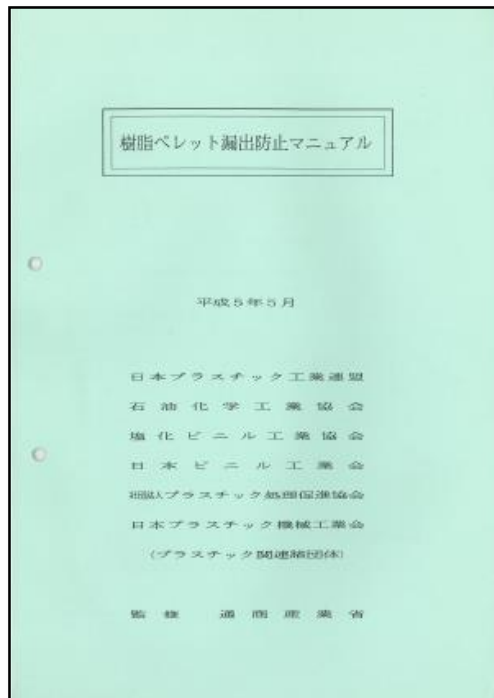 樹脂ペレット漏出防止マニュアル
平成5年5月
日本プラスチック工業連盟
石油化学工業協会
塩化ビニル工業協会
日本ビニル工業会
社団法人プラスチック処理促進協会
日本プラスチック機械工業会
(プラスチック関連諸団体)
監修 通商産業省